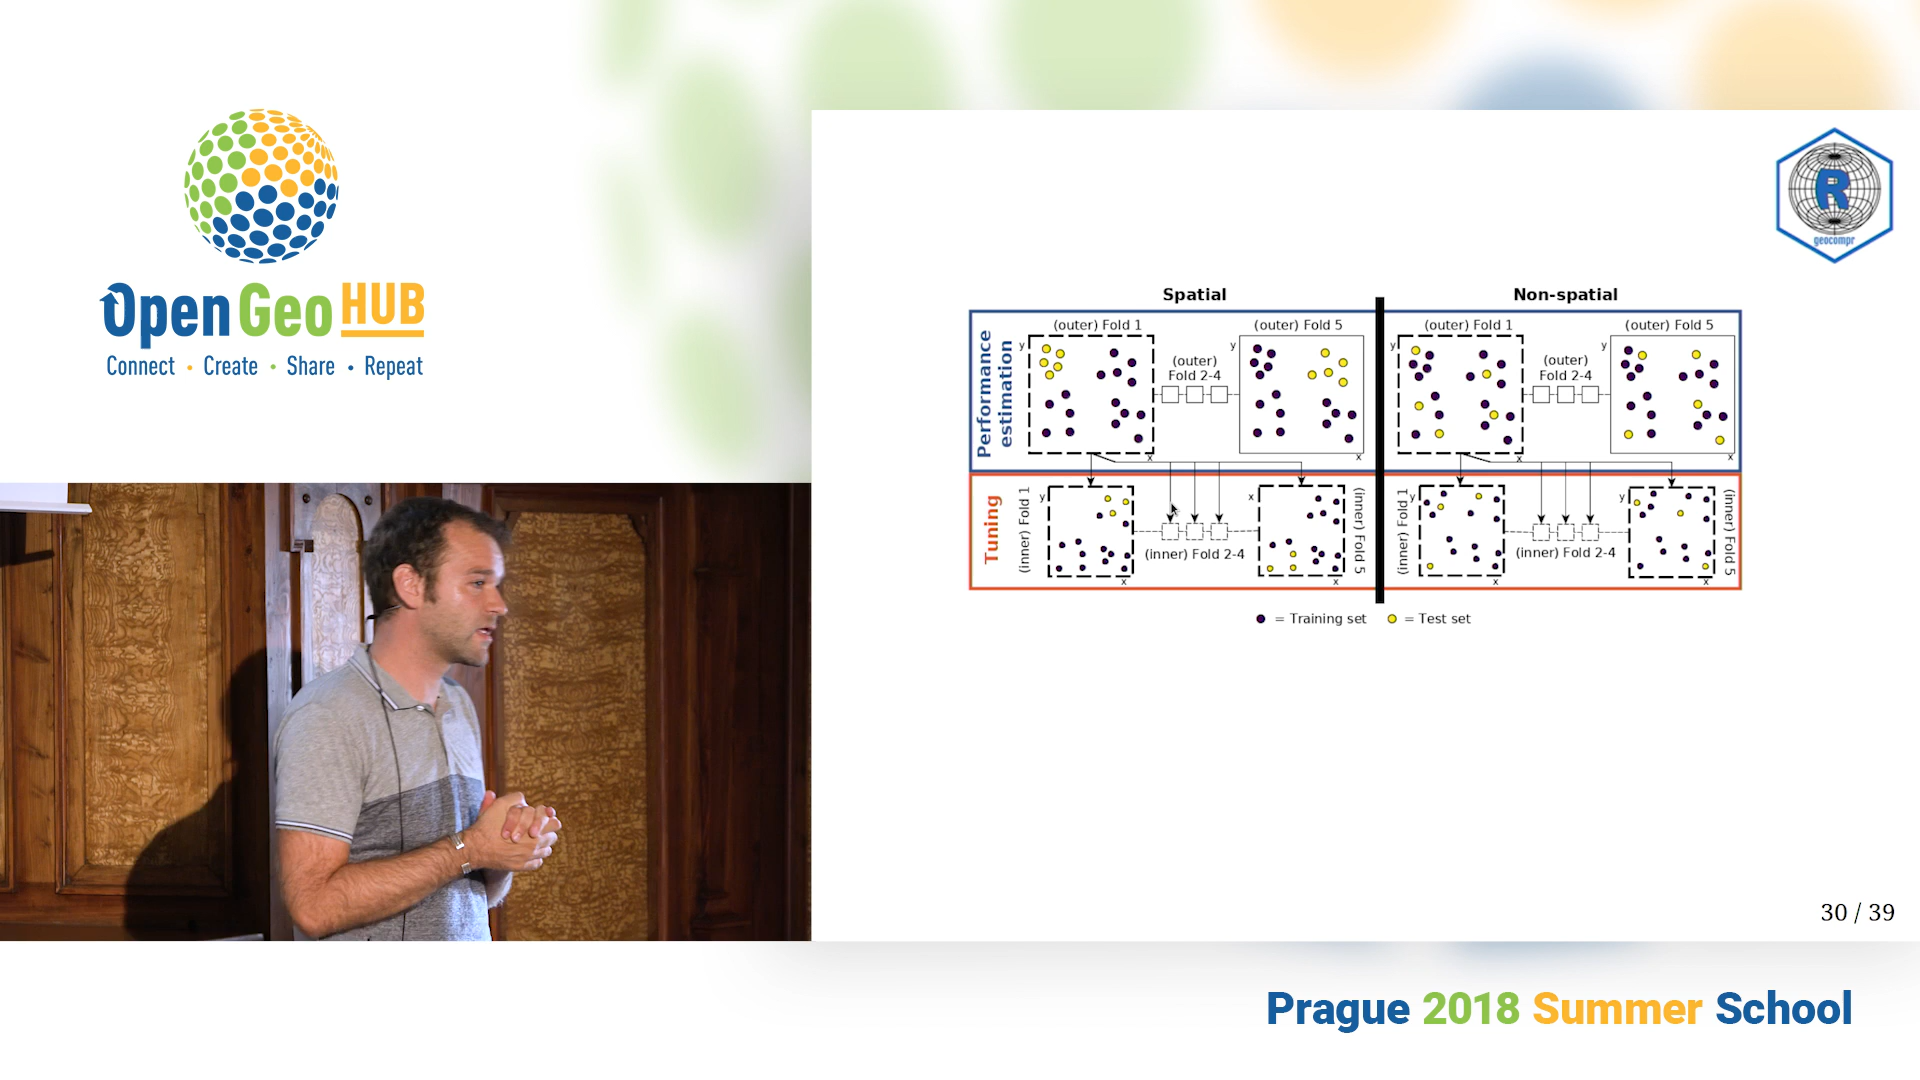 Open Geo HUB
Connect • Create • Share • Repeat
R
geocompr
Spatial
Non-spatial
Performance
estimation
(outer) Fold 1
(outer)
Fold 2-4
(outer) Fold 5
(outer) Fold 1
(outer)
Fold 2-4
(outer) Fold 5
y
x
y
x
y
x
y
x
Tuning
(inner) Fold 1
(inner) Fold 2-4
(inner) Fold 5
(inner) Fold 1
(inner) Fold 2-4
(inner) Fold 5
y
x
x
x
y
x
y
x
= Training set
= Test set
30 / 39
Prague 2018 Summer School